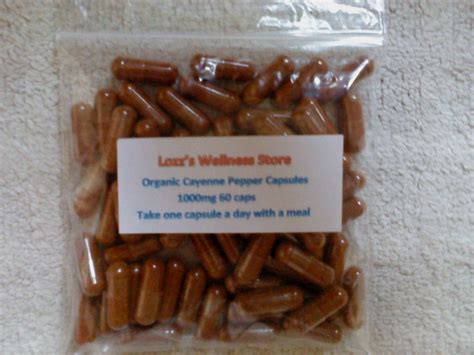 Loxx's Wellness Store
Organic Cayenne Pepper Capsules
1000mg 60 caps
Take one capsule a day with a meal